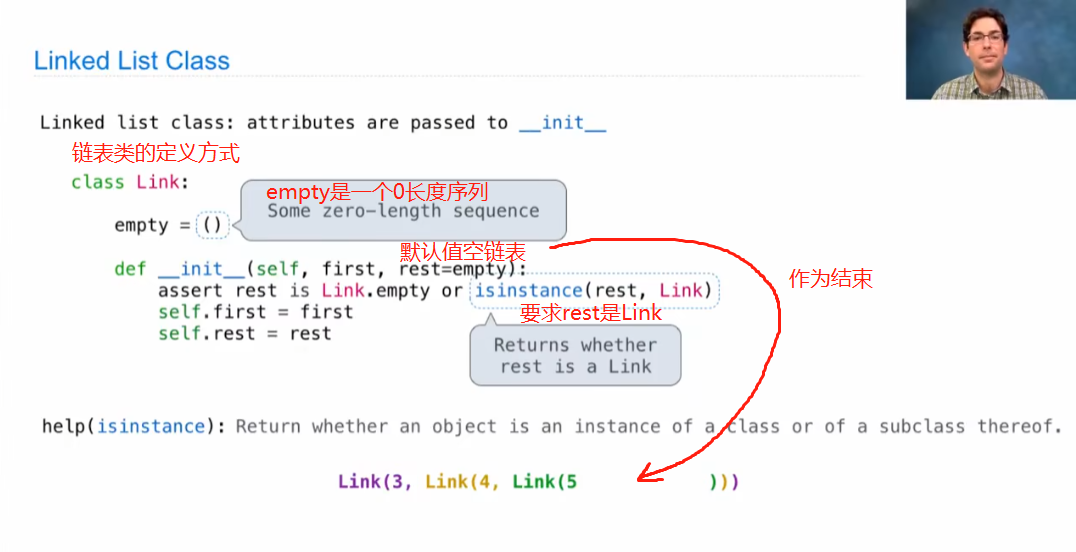 Linked List Class
Linked list class: attributes are passed to __init__
链表类的定义方式
class Link:
empty是一个0长度序列
Some zero-length sequence
empty = ()
默认值空链表
def __init__(self, first, rest=empty):
作为结束
assert rest is Link.empty or isinstance(rest, Link)
self.first = first
要求rest是Link
self.rest = rest
Returns whether
rest is a Link
help(isinstance): Return whether an object is an instance of a class or of a subclass thereof.
Link(3, Link(4, Link(5 )))